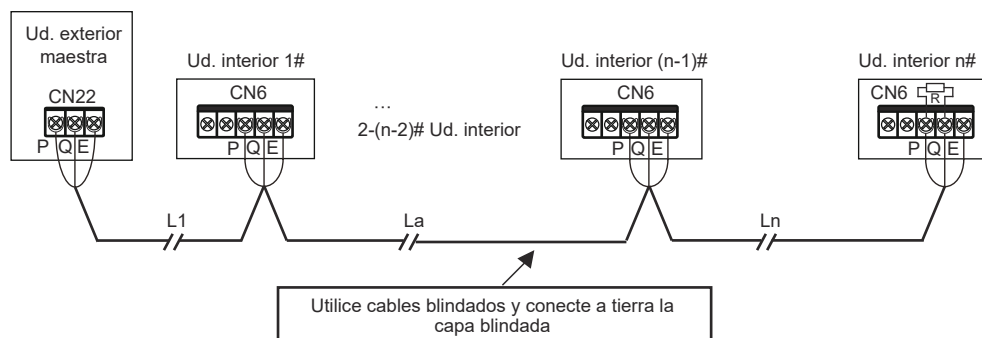 Ud. exterior
maestra
CN22
P Q E
Ud. interior 1#
CN6
P Q E
...
2-(n-2)# Ud. interior
Ud. interior (n-1)#
CN6
P Q E
Ud. interior n#
CN6
R
P Q E
L1
La
Ln
Utilice cables blindados y conecte a tierra la
capa blindada